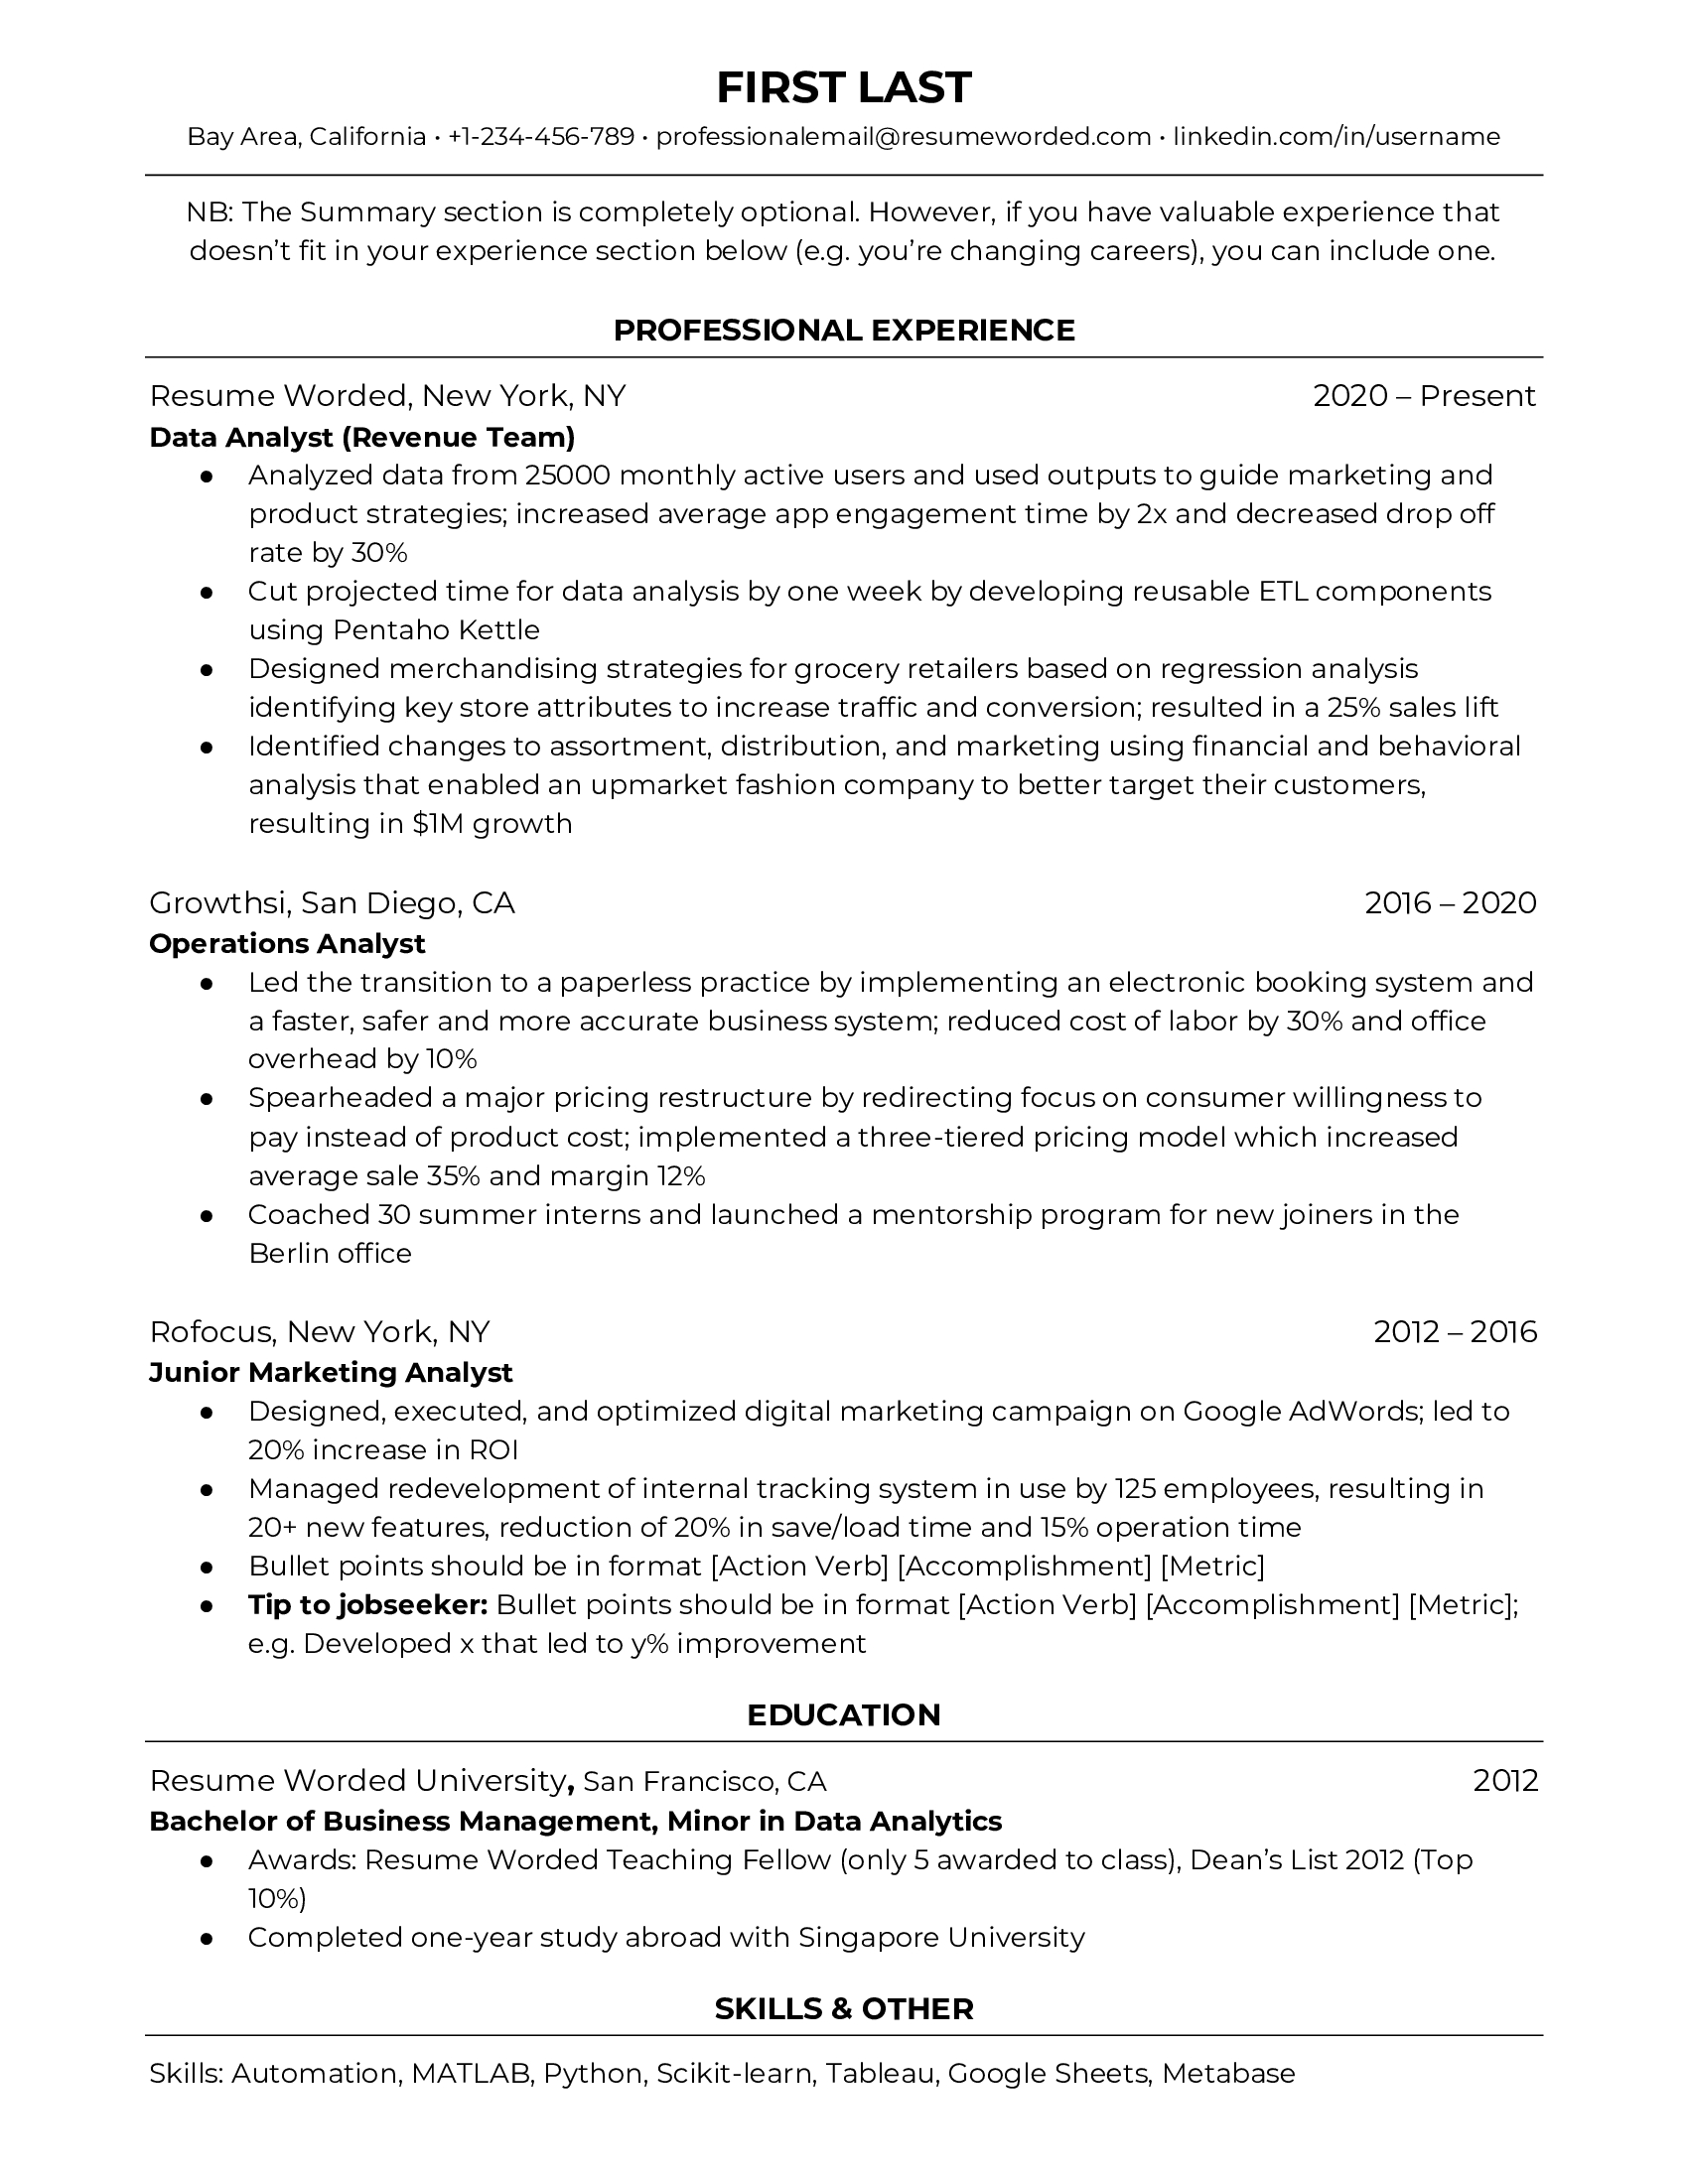 FIRST LAST
Bay Area, California • +1-234-456-789 • professionalemail@resumeworded.com • linkedin.com/in/username
NB: The Summary section is completely optional. However, if you have valuable experience that
doesn’t fit in your experience section below (e.g. you’re changing careers), you can include one.
PROFESSIONAL EXPERIENCE
Resume Worded, New York, NY 2020 – Present
Data Analyst (Revenue Team)
● Analyzed data from 25000 monthly active users and used outputs to guide marketing and
product strategies; increased average app engagement time by 2x and decreased drop off
rate by 30%
● Cut projected time for data analysis by one week by developing reusable ETL components
using Pentaho Kettle
● Designed merchandising strategies for grocery retailers based on regression analysis
identifying key store attributes to increase traffic and conversion; resulted in a 25% sales lift
● Identified changes to assortment, distribution, and marketing using financial and behavioral
analysis that enabled an upmarket fashion company to better target their customers,
resulting in $1M growth
Growthsi, San Diego, CA 2016 – 2020
Operations Analyst
● Led the transition to a paperless practice by implementing an electronic booking system and
a faster, safer and more accurate business system; reduced cost of labor by 30% and office
overhead by 10%
● Spearheaded a major pricing restructure by redirecting focus on consumer willingness to
pay instead of product cost; implemented a three-tiered pricing model which increased
average sale 35% and margin 12%
● Coached 30 summer interns and launched a mentorship program for new joiners in the
Berlin office
Rofocus, New York, NY 2012 – 2016
Junior Marketing Analyst
● Designed, executed, and optimized digital marketing campaign on Google AdWords; led to
20% increase in ROI
● Managed redevelopment of internal tracking system in use by 125 employees, resulting in
20+ new features, reduction of 20% in save/load time and 15% operation time
● Bullet points should be in format [Action Verb] [Accomplishment] [Metric]
● Tip to jobseeker: Bullet points should be in format [Action Verb] [Accomplishment] [Metric];
e.g. Developed x that led to y% improvement
EDUCATION
Resume Worded University, San Francisco, CA 2012
Bachelor of Business Management, Minor in Data Analytics
● Awards: Resume Worded Teaching Fellow (only 5 awarded to class), Dean’s List 2012 (Top
10%)
● Completed one-year study abroad with Singapore University
SKILLS & OTHER
Skills: Automation, MATLAB, Python, Scikit-learn, Tableau, Google Sheets, Metabase